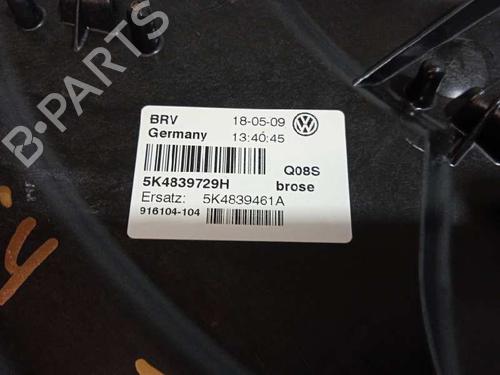 B-PARTS
BRV 18-05-09
Germany 13:40:45
Q08S
5K4839729H brose
Ersatz: 5K4839461A
916104-104